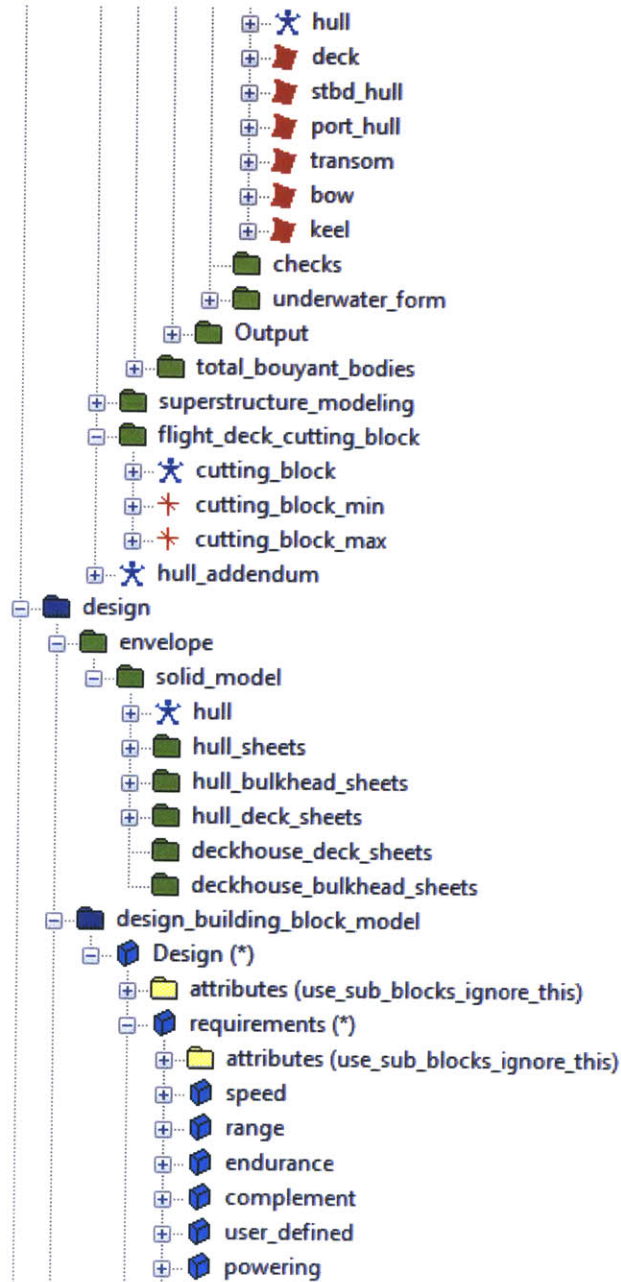 hull
deck
stbd_hull
port_hull
transom
bow
keel
checks
underwater_form
Output
total_bouyant_bodies
superstructure_modeling
flight_deck_cutting_block
cutting_block
cutting_block_min
cutting_block_max
hull_addendum
design
envelope
solid_model
hull
hull_sheets
hull_bulkhead_sheets
hull_deck_sheets
deckhouse_deck_sheets
deckhouse_bulkhead_sheets
design_building_block_model
Design (*)
attributes (use_sub_blocks_ignore_this)
requirements (*)
attributes (use_sub_blocks_ignore_this)
speed
range
endurance
complement
user_defined
powering